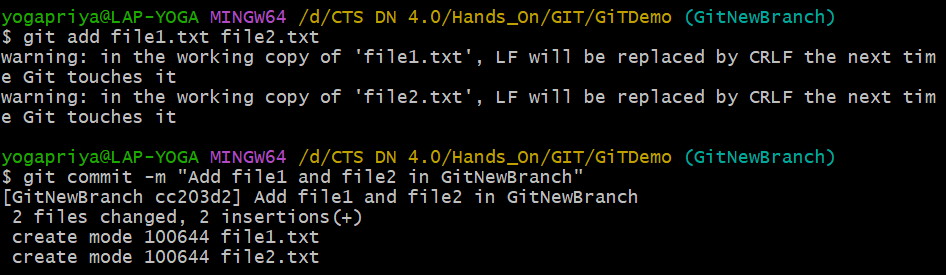 yogapriya@LAP-YOGA MINGW64 /d/CTS DN 4.0/Hands_On/GIT/GiTDemo (GitNewBranch)
$ git add file1.txt file2.txt
warning: in the working copy of 'file1.txt', LF will be replaced by CRLF the next tim
e Git touches it
warning: in the working copy of 'file2.txt', LF will be replaced by CRLF the next tim
e Git touches it
yogapriya@LAP-YOGA MINGW64 /d/CTS DN 4.0/Hands_On/GIT/GiTDemo (GitNewBranch)
$ git commit -m "Add file1 and file2 in GitNewBranch"
[GitNewBranch cc203d2] Add file1 and file2 in GitNewBranch
 2 files changed, 2 insertions(+)
 create mode 100644 file1.txt
 create mode 100644 file2.txt